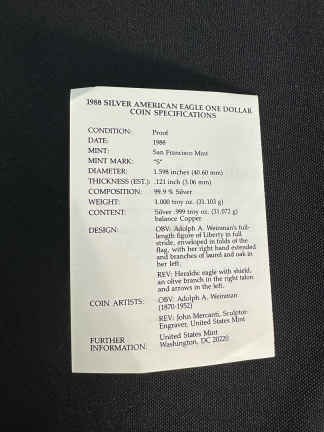 1988 SILVER AMERICAN EAGLE ONE DOLLAR
COIN SPECIFICATIONS
CONDITION: Proof
DATE: 1988
MINT: San Francisco Mint
MINT MARK: "S"
DIAMETER: 1.598 inches (40.60 mm)
THICKNESS (EST.): .121 inch (3.06 mm)
COMPOSITION: 99.9 % Silver
WEIGHT: 1.000 troy oz. (31.103 g)
CONTENT: Silver .999 troy oz. (31.072 g)
balance Copper
DESIGN: OBV: Adolph A. Weinman's full-
length figure of Liberty in full
stride, enveloped in folds of the
flag, with her right hand extended
and branches of laurel and oak in
her left.
REV: Heraldic eagle with shield,
an olive branch in the right talon
and arrows in the left.
COIN ARTISTS: OBV: Adolph A. Weinman
(1870-1952)
REV: John Mercanti, Sculptor-
Engraver, United States Mint
FURTHER
INFORMATION: United States Mint
Washington, DC 20220